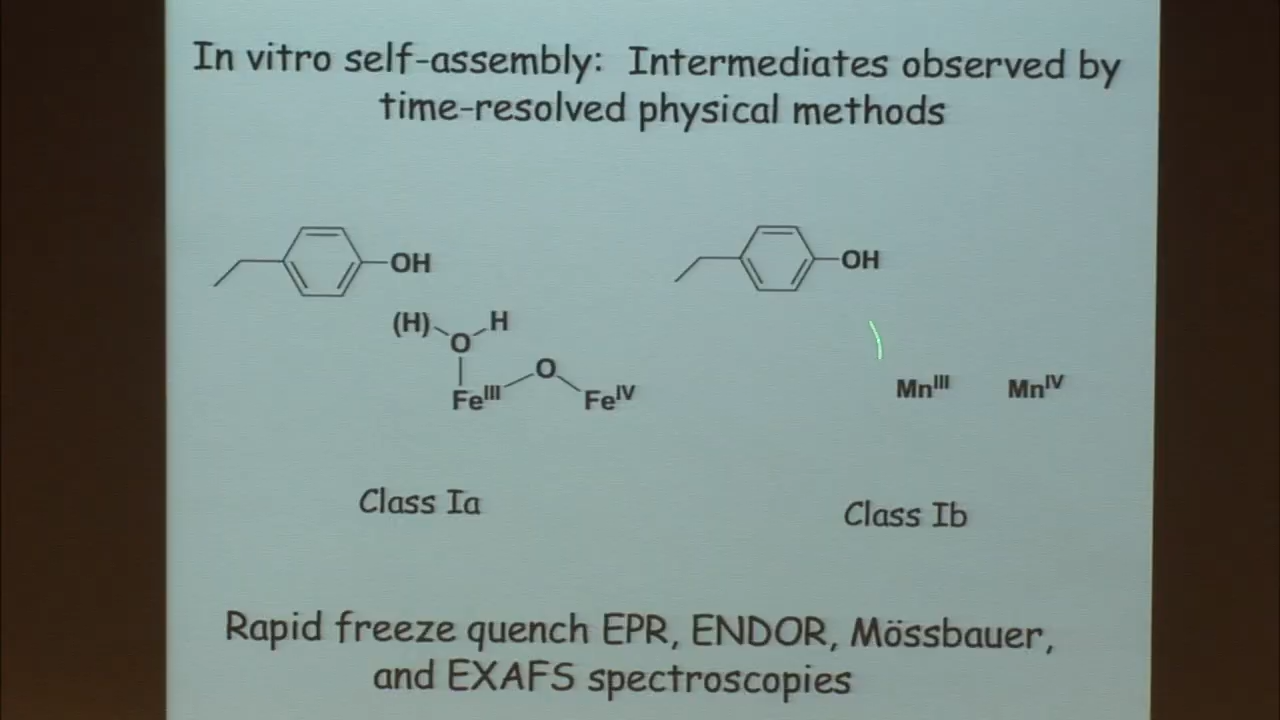 In vitro self-assembly: Intermediates observed by
time-resolved physical methods
OH
OH
(H) H
O
O
Fe^III Fe^IV
Mn^III Mn^IV
Class Ia
Class Ib
Rapid freeze quench EPR, ENDOR, Mössbauer,
and EXAFS spectroscopies